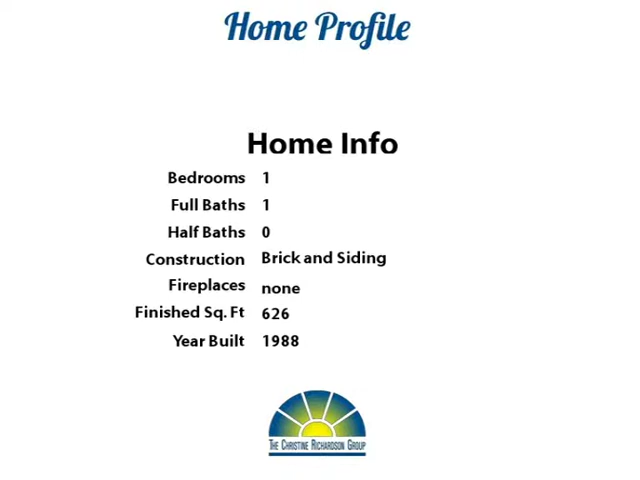 Home Profile
Home Info
Bedrooms 1
Full Baths 1
Half Baths 0
Construction Brick and Siding
Fireplaces none
Finished Sq. Ft 626
Year Built 1988
The Christine Richardson Group